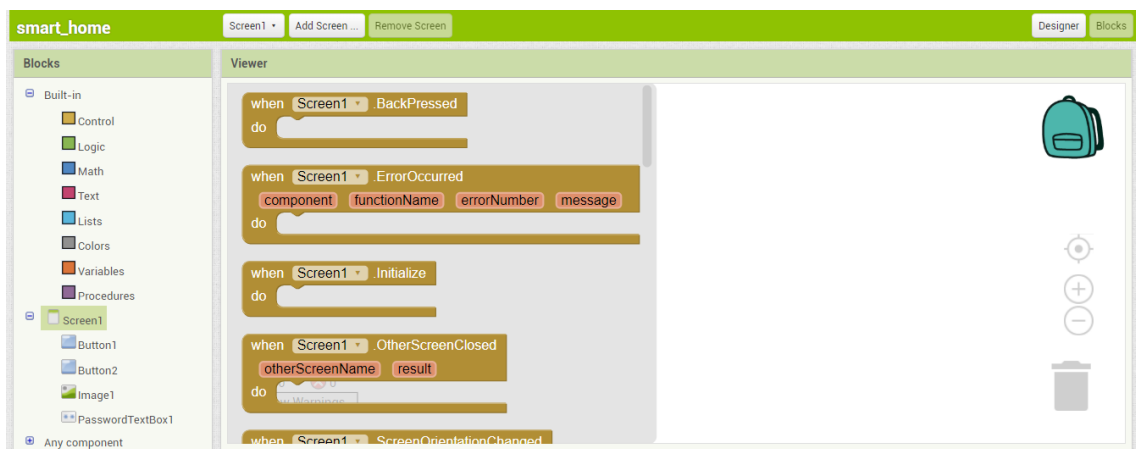 smart_home Screen1 Add Screen ... Remove Screen Designer Blocks
Blocks
Viewer
Built-in
Control
Logic
Math
Text
Lists
Colors
Variables
Procedures
Screen1
Button1
Button2
Image1
PasswordTextBox1
Any component
when Screen1 .BackPressed
do
when Screen1 .ErrorOccurred
component functionName errorNumber message
do
when Screen1 .Initialize
do
when Screen1 .OtherScreenClosed
otherScreenName result
do
Warnings
when Screen1 .ScreenOrientationChanged